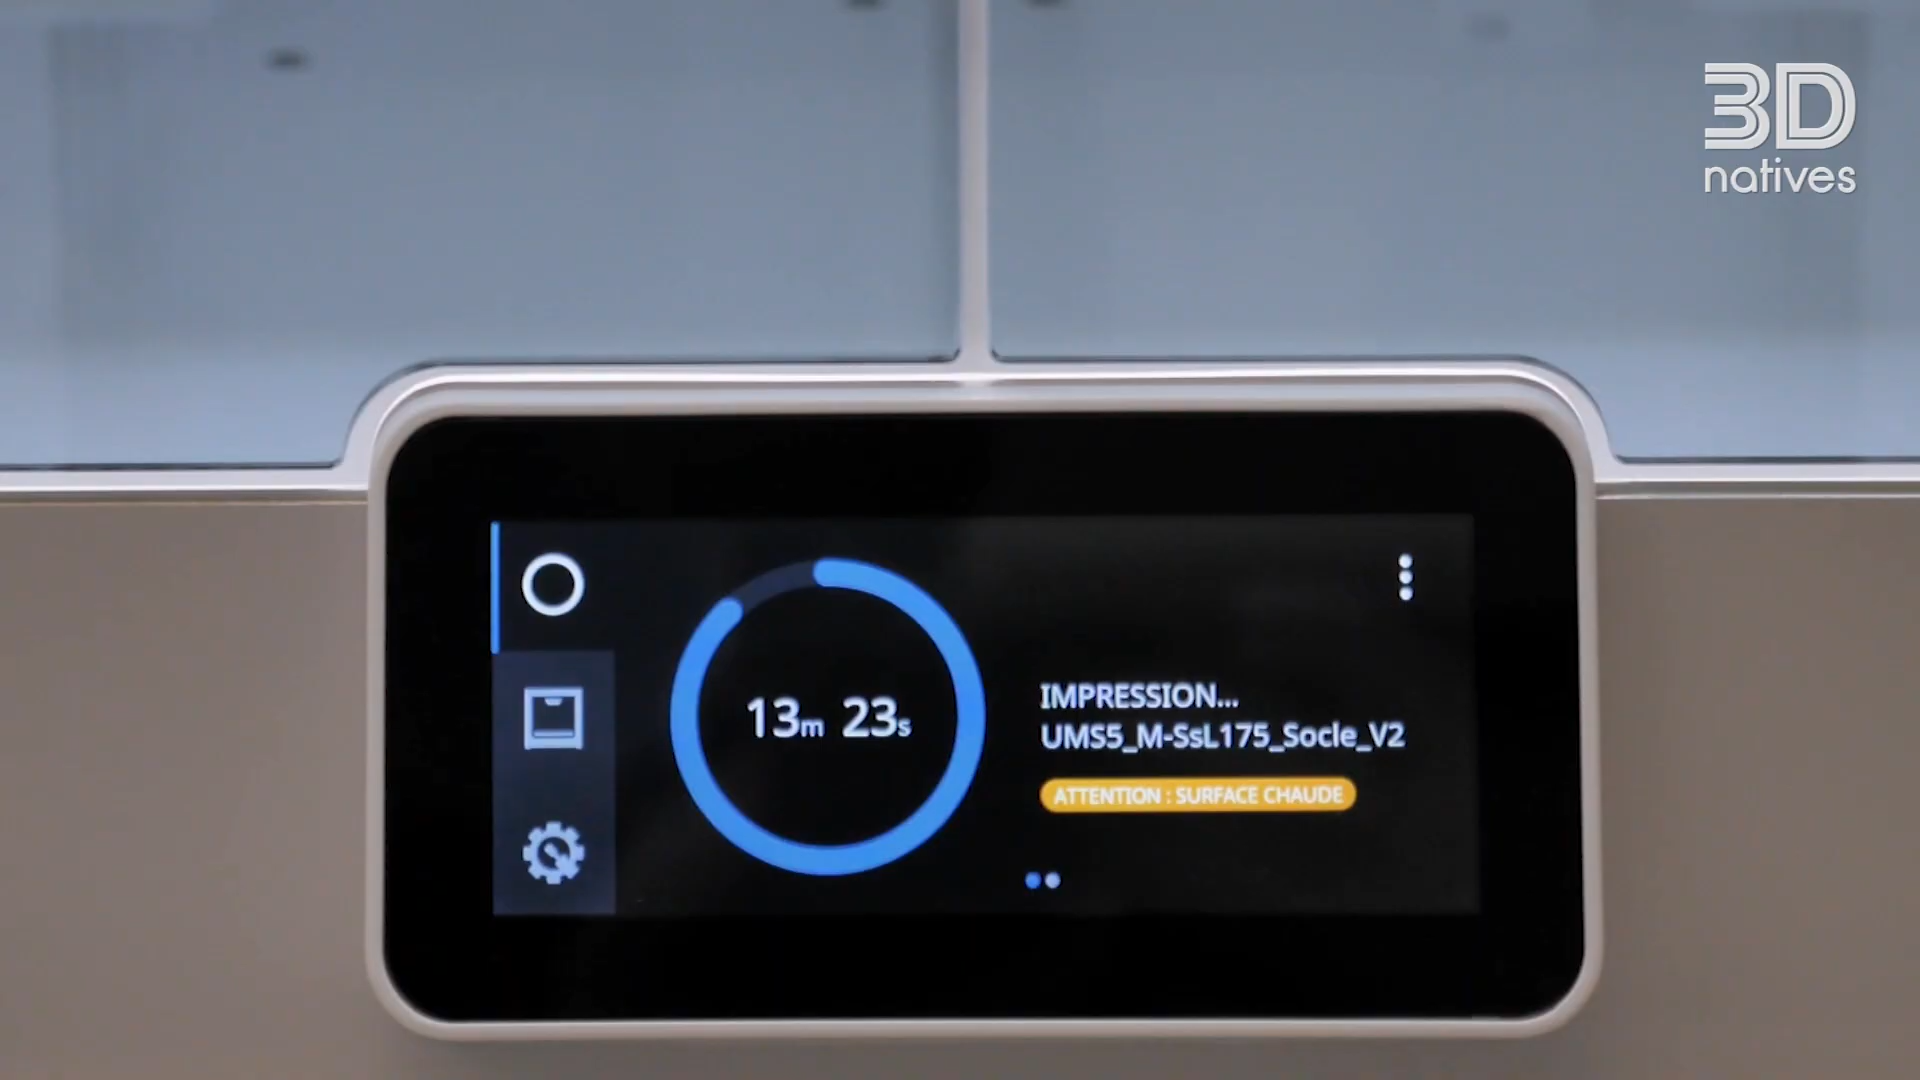 3D
natives
13m 23s
IMPRESSION...
UMS5_M-SsL175_Socle_V2
ATTENTION : SURFACE CHAUDE